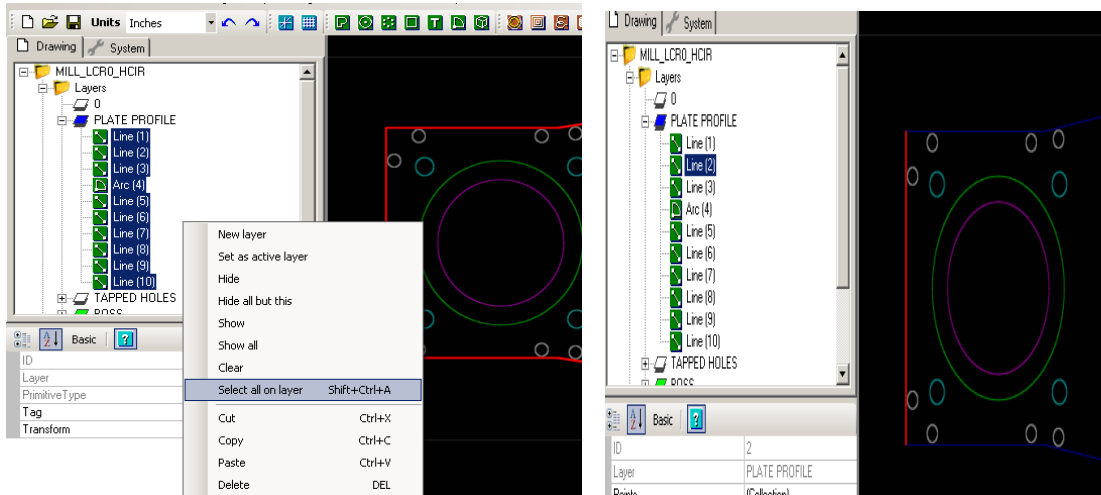 Units Inches
Drawing System
MILL_LCR0_HCIR
Layers
0
PLATE PROFILE
Line (1)
Line (2)
Line (3)
Arc (4)
Line (5)
Line (6)
Line (7)
Line (8)
Line (9)
Line (10)
TAPPED HOLES
BOSS
New layer
Set as active layer
Hide
Hide all but this
Show
Show all
Clear
Select all on layer Shift+Ctrl+A
Cut Ctrl+X
Copy Ctrl+C
Paste Ctrl+V
Delete DEL
Basic
ID
Layer
PrimitiveType
Tag
Transform
Drawing System
MILL_LCR0_HCIR
Layers
0
PLATE PROFILE
Line (1)
Line (2)
Line (3)
Arc (4)
Line (5)
Line (6)
Line (7)
Line (8)
Line (9)
Line (10)
TAPPED HOLES
BOSS
Basic
ID 2
Layer PLATE PROFILE
Points (Collection)